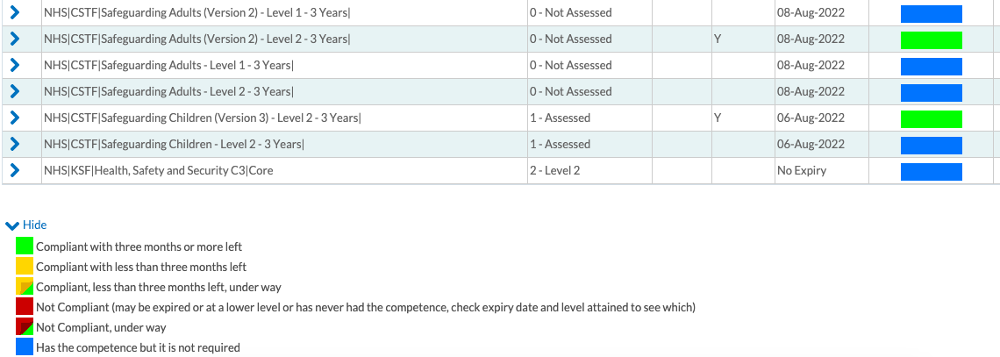 NHS|CSTF|Safeguarding Adults (Version 2) - Level 1 - 3 Years| 0 - Not Assessed 08-Aug-2022
NHS|CSTF|Safeguarding Adults (Version 2) - Level 2 - 3 Years| 0 - Not Assessed Y 08-Aug-2022
NHS|CSTF|Safeguarding Adults - Level 1 - 3 Years| 0 - Not Assessed 08-Aug-2022
NHS|CSTF|Safeguarding Adults - Level 2 - 3 Years| 0 - Not Assessed 08-Aug-2022
NHS|CSTF|Safeguarding Children (Version 3) - Level 2 - 3 Years| 1 - Assessed Y 06-Aug-2022
NHS|CSTF|Safeguarding Children - Level 2 - 3 Years| 1 - Assessed 06-Aug-2022
NHS|KSF|Health, Safety and Security C3|Core 2 - Level 2 No Expiry
Hide
Compliant with three months or more left
Compliant with less than three months left
Compliant, less than three months left, under way
Not Compliant (may be expired or at a lower level or has never had the competence, check expiry date and level attained to see which)
Not Compliant, under way
Has the competence but it is not required